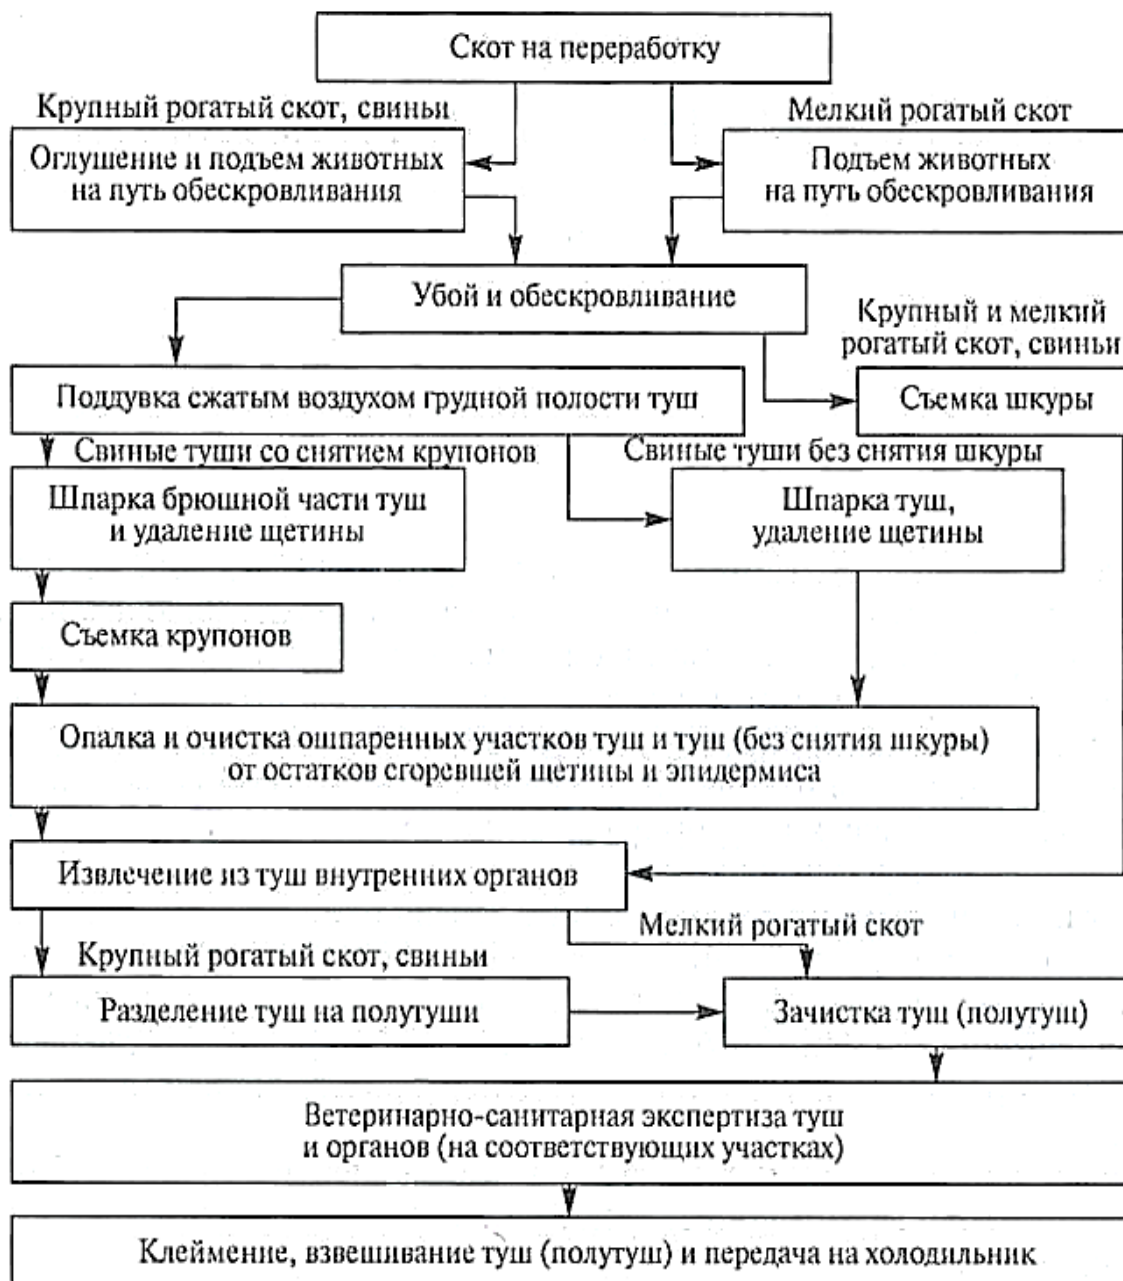 Скот на переработку
Крупный рогатый скот, свиньи
Мелкий рогатый скот
Оглушение и подъем животных
на путь обескровливания
Подъем животных
на путь обескровливания
Убой и обескровливание
Крупный и мелкий
рогатый скот, свиньи
Поддувка сжатым воздухом грудной полости туш
Съемка шкуры
Свиные туши со снятием крупонов
Свиные туши без снятия шкуры
Шпарка брюшной части туш
и удаление щетины
Шпарка туш,
удаление щетины
Съемка крупонов
Опалка и очистка ошпаренных участков туш и туш (без снятия шкуры)
от остатков сгоревшей щетины и эпидермиса
Извлечение из туш внутренних органов
Мелкий рогатый скот
Крупный рогатый скот, свиньи
Разделение туш на полутуши
Зачистка туш (полутуш)
Ветеринарно-санитарная экспертиза туш
и органов (на соответствующих участках)
Клеймение, взвешивание туш (полутуш) и передача на холодильник